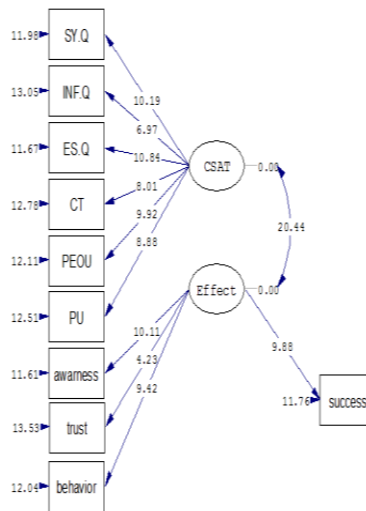 11.98 SY.Q
10.19
13.05 INF.Q
6.97
11.67 ES.Q 10.84 CSAT 0.00
12.78 CT 8.01
9.92
20.44
12.11 PEOU
8.88
12.51 PU Effect 0.00
10.11 9.88
11.61 awarness
4.23
9.42
11.76 success
13.53 trust
12.04 behavior